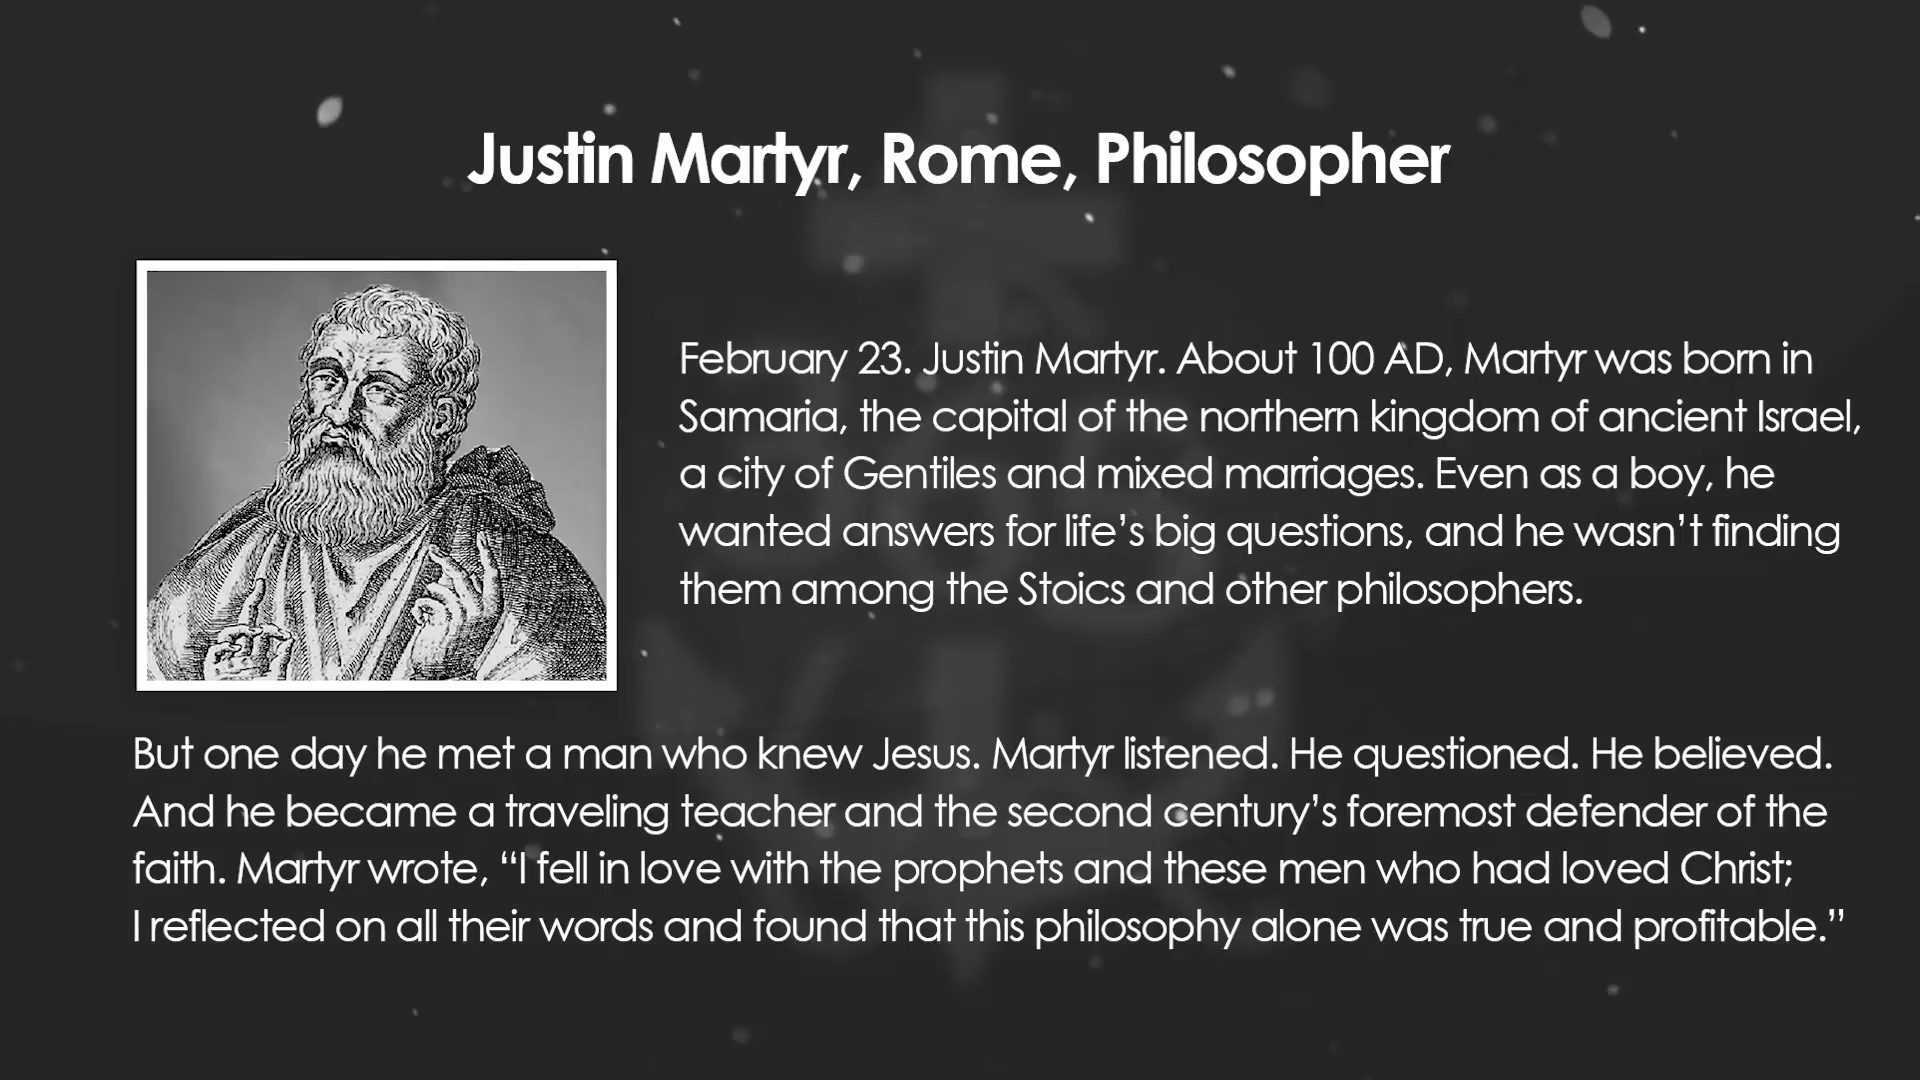 Justin Martyr, Rome, Philosopher
February 23. Justin Martyr. About 100 AD, Martyr was born in
Samaria, the capital of the northern kingdom of ancient Israel,
a city of Gentiles and mixed marriages. Even as a boy, he
wanted answers for life’s big questions, and he wasn’t finding
them among the Stoics and other philosophers.
But one day he met a man who knew Jesus. Martyr listened. He questioned. He believed.
And he became a traveling teacher and the second century’s foremost defender of the
faith. Martyr wrote, “I fell in love with the prophets and these men who had loved Christ;
I reflected on all their words and found that this philosophy alone was true and profitable.”